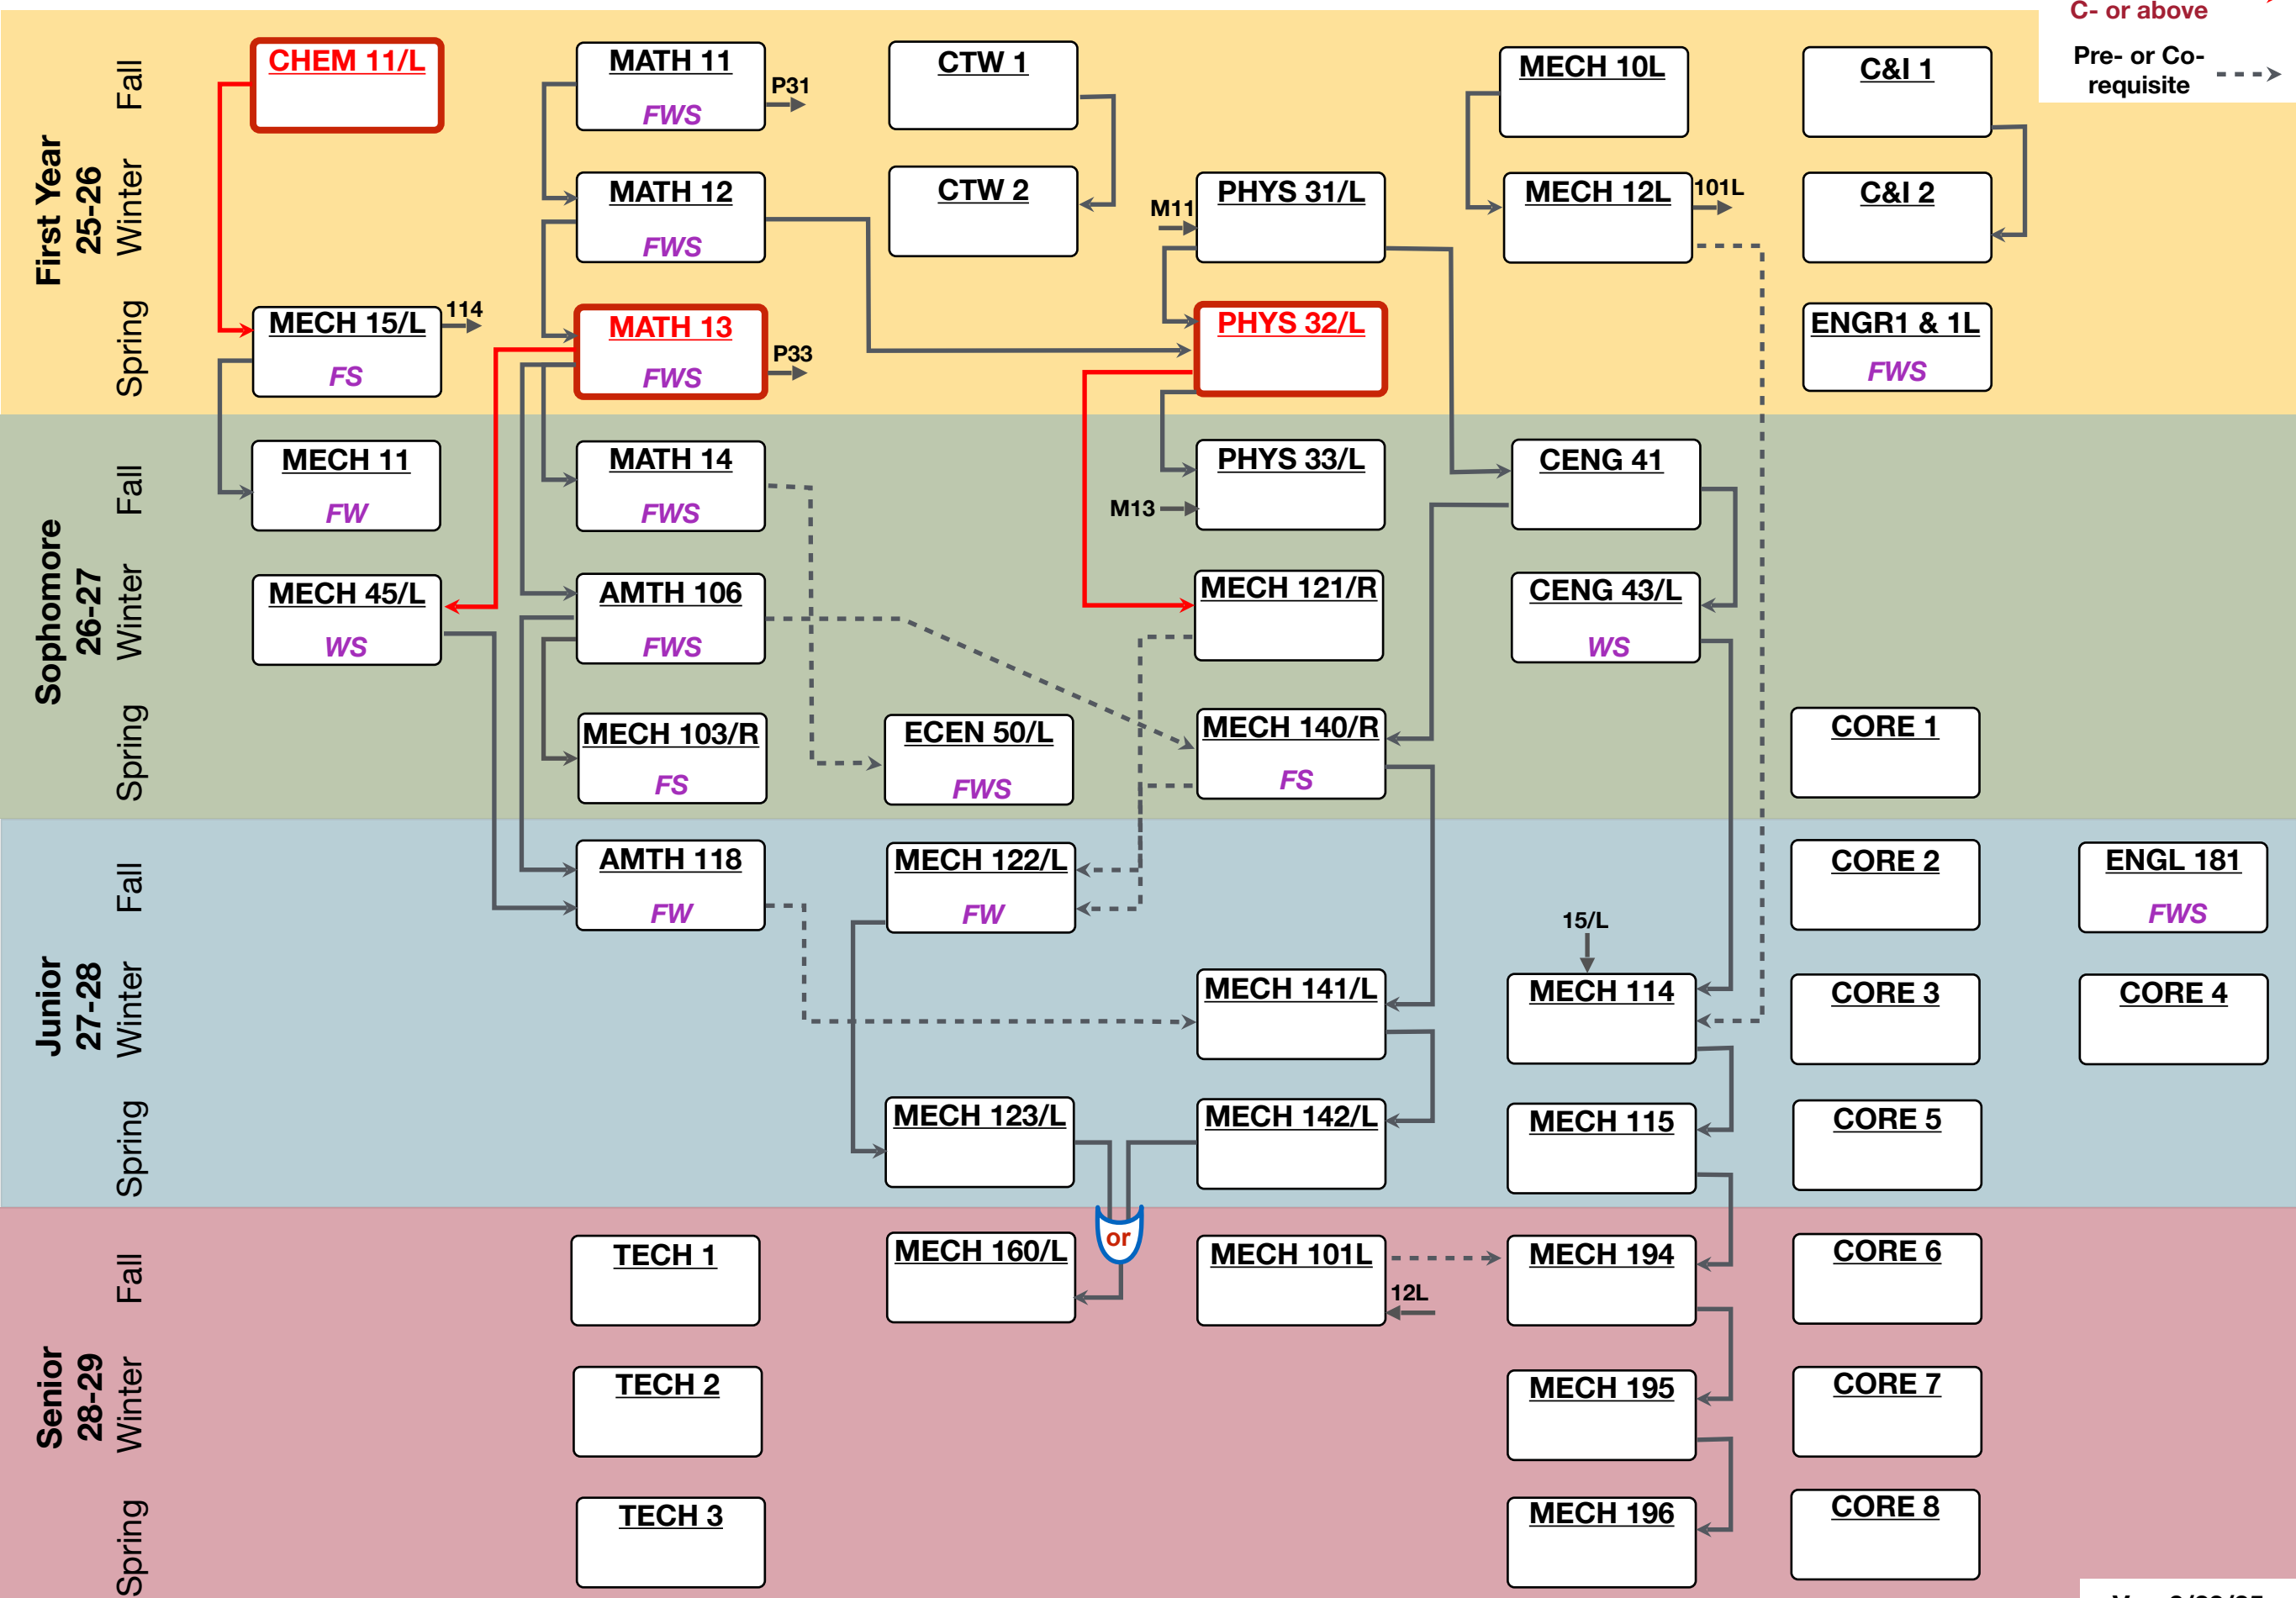 C- or above
Pre- or Co-
requisite
First Year
25-26
Fall
CHEM 11/L
MATH 11
FWS
P31
CTW 1
MECH 10L
C&I 1
Winter
MATH 12
FWS
CTW 2
M11
PHYS 31/L
MECH 12L
101L
C&I 2
Spring
MECH 15/L
FS
114
MATH 13
FWS
P33
PHYS 32/L
ENGR1 & 1L
FWS
Sophomore
26-27
Fall
MECH 11
FW
MATH 14
FWS
PHYS 33/L
M13
CENG 41
Winter
MECH 45/L
WS
AMTH 106
FWS
MECH 121/R
CENG 43/L
WS
Spring
MECH 103/R
FS
ECEN 50/L
FWS
MECH 140/R
FS
CORE 1
Junior
27-28
Fall
AMTH 118
FW
MECH 122/L
FW
CORE 2
ENGL 181
FWS
Winter
MECH 141/L
15/L
MECH 114
CORE 3
CORE 4
Spring
MECH 123/L
MECH 142/L
MECH 115
CORE 5
Senior
28-29
Fall
TECH 1
MECH 160/L
or
MECH 101L
12L
MECH 194
CORE 6
Winter
TECH 2
MECH 195
CORE 7
Spring
TECH 3
MECH 196
CORE 8